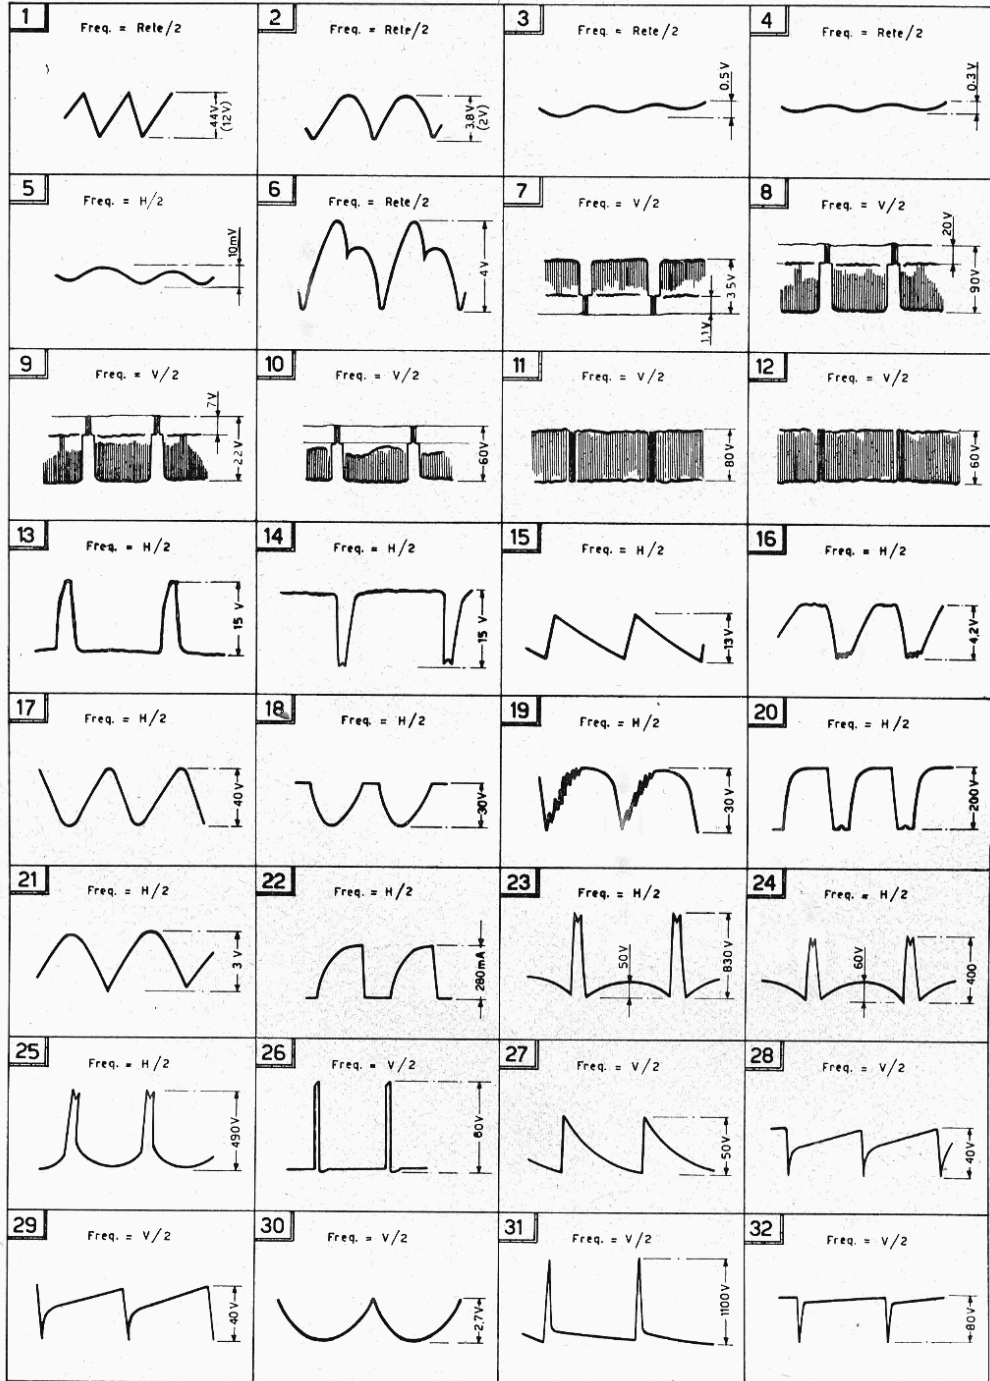 1
Freq. = Rete/2
44V
(12V)
2
Freq. = Rete/2
3,8V
(2V)
3
Freq. = Rete/2
0.5V
4
Freq. = Rete/2
0.3V
5
Freq. = H/2
10mV
6
Freq. = Rete/2
4V
7
Freq. = V/2
3.5V
1.1V
8
Freq. = V/2
20V
90V
9
Freq. = V/2
7V
22V
10
Freq. = V/2
60V
11
Freq. = V/2
80V
12
Freq. = V/2
60V
13
Freq. = H/2
15 V
14
Freq. = H/2
15 V
15
Freq. = H/2
13V
16
Freq. = H/2
4,2V
17
Freq. = H/2
40V
18
Freq. = H/2
30V
19
Freq. = H/2
30V
20
Freq. = H/2
200V
21
Freq. = H/2
3 V
22
Freq. = H/2
280mA
23
Freq. = H/2
50V
830V
24
Freq. = H/2
60V
400
25
Freq. = H/2
490V
26
Freq. = V/2
60V
27
Freq. = V/2
50V
28
Freq. = V/2
40V
29
Freq. = V/2
40V
30
Freq. = V/2
2,7V
31
Freq. = V/2
1100V
32
Freq. = V/2
80V